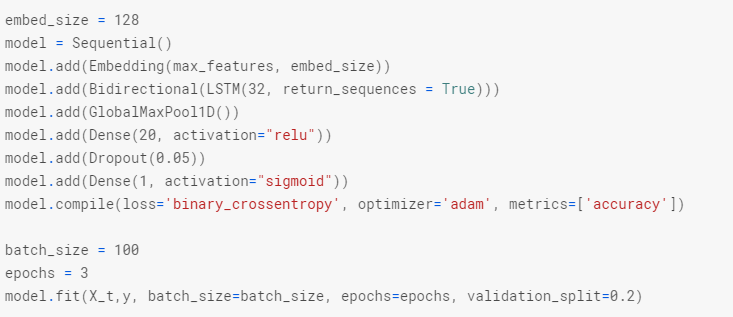 embed_size = 128
model = Sequential()
model.add(Embedding(max_features, embed_size))
model.add(Bidirectional(LSTM(32, return_sequences = True)))
model.add(GlobalMaxPool1D())
model.add(Dense(20, activation="relu"))
model.add(Dropout(0.05))
model.add(Dense(1, activation="sigmoid"))
model.compile(loss='binary_crossentropy', optimizer='adam', metrics=['accuracy'])

batch_size = 100
epochs = 3
model.fit(X_t,y, batch_size=batch_size, epochs=epochs, validation_split=0.2)